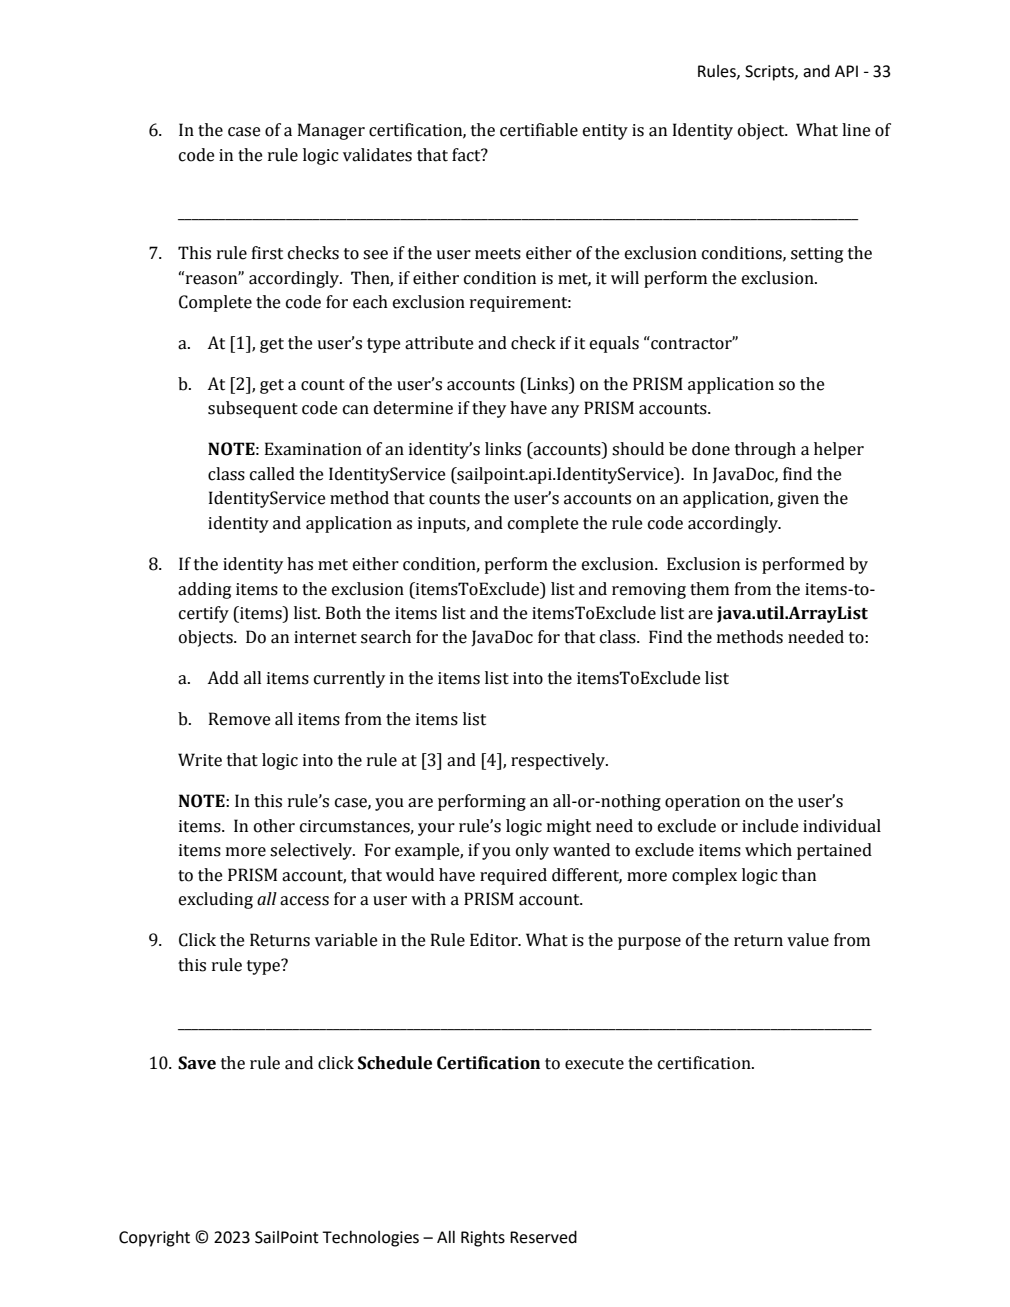 Rules, Scripts, and API - 33
6. In the case of a Manager certification, the certifiable entity is an Identity object.  What line of
code in the rule logic validates that fact?
_______________________________________________________________________________________________
7. This rule first checks to see if the user meets either of the exclusion conditions, setting the
“reason” accordingly.  Then, if either condition is met, it will perform the exclusion.
Complete the code for each exclusion requirement:
a. At [1], get the user’s type attribute and check if it equals “contractor”
b. At [2], get a count of the user’s accounts (Links) on the PRISM application so the
subsequent code can determine if they have any PRISM accounts.
NOTE: Examination of an identity’s links (accounts) should be done through a helper
class called the IdentityService (sailpoint.api.IdentityService).  In JavaDoc, find the
IdentityService method that counts the user’s accounts on an application, given the
identity and application as inputs, and complete the rule code accordingly.
8. If the identity has met either condition, perform the exclusion.  Exclusion is performed by
adding items to the exclusion (itemsToExclude) list and removing them from the items-to-
certify (items) list. Both the items list and the itemsToExclude list are java.util.ArrayList
objects.  Do an internet search for the JavaDoc for that class.  Find the methods needed to:
a. Add all items currently in the items list into the itemsToExclude list
b. Remove all items from the items list
Write that logic into the rule at [3] and [4], respectively.
NOTE: In this rule’s case, you are performing an all-or-nothing operation on the user’s
items.  In other circumstances, your rule’s logic might need to exclude or include individual
items more selectively.  For example, if you only wanted to exclude items which pertained
to the PRISM account, that would have required different, more complex logic than
excluding all access for a user with a PRISM account.
9. Click the Returns variable in the Rule Editor. What is the purpose of the return value from
this rule type?
_________________________________________________________________________________________________
10. Save the rule and click Schedule Certification to execute the certification.
Copyright © 2023 SailPoint Technologies – All Rights Reserved